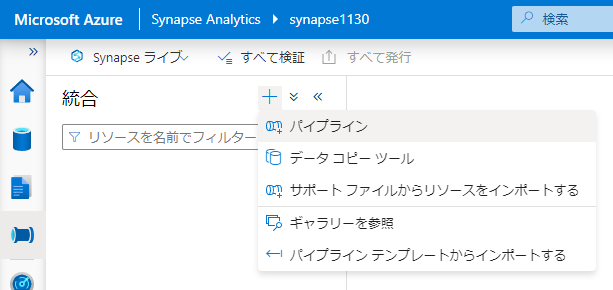 Microsoft Azure Synapse Analytics synapse1130 検索
Synapse ライブ すべて検証 すべて発行
統合
リソースを名前でフィルター
パイプライン
データ コピー ツール
サポート ファイルからリソースをインポートする
ギャラリーを参照
パイプライン テンプレートからインポートする